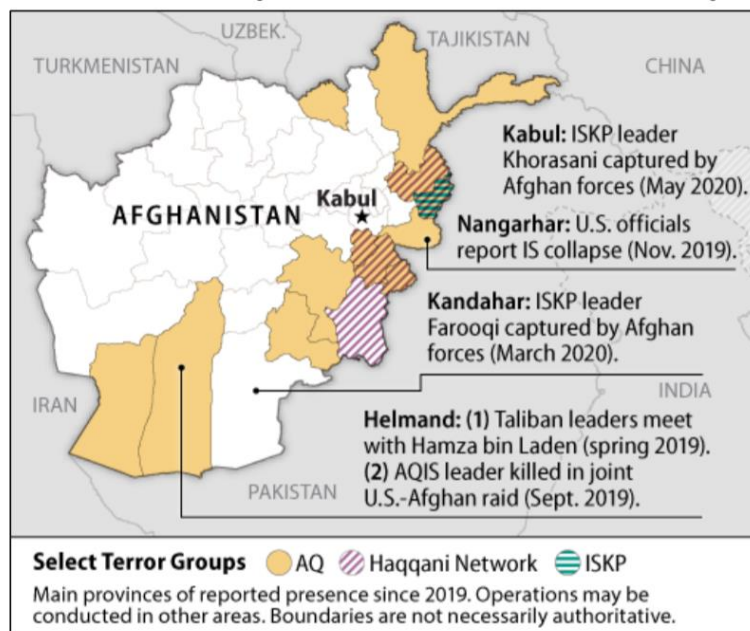 UZBEK.
TAJIKISTAN
TURKMENISTAN
CHINA
Kabul: ISKP leader
Khorasani captured by
Afghan forces (May 2020).
Kabul
AFGHANISTAN
Nangarhar: U.S. officials
report IS collapse (Nov. 2019).
Kandahar: ISKP leader
Farooqi captured by Afghan
forces (March 2020).
IRAN
INDIA
Helmand: (1) Taliban leaders meet
with Hamza bin Laden (spring 2019).
(2) AQIS leader killed in joint
U.S.-Afghan raid (Sept. 2019).
PAKISTAN
Select Terror Groups AQ Haqqani Network ISKP
Main provinces of reported presence since 2019. Operations may be
conducted in other areas. Boundaries are not necessarily authoritative.